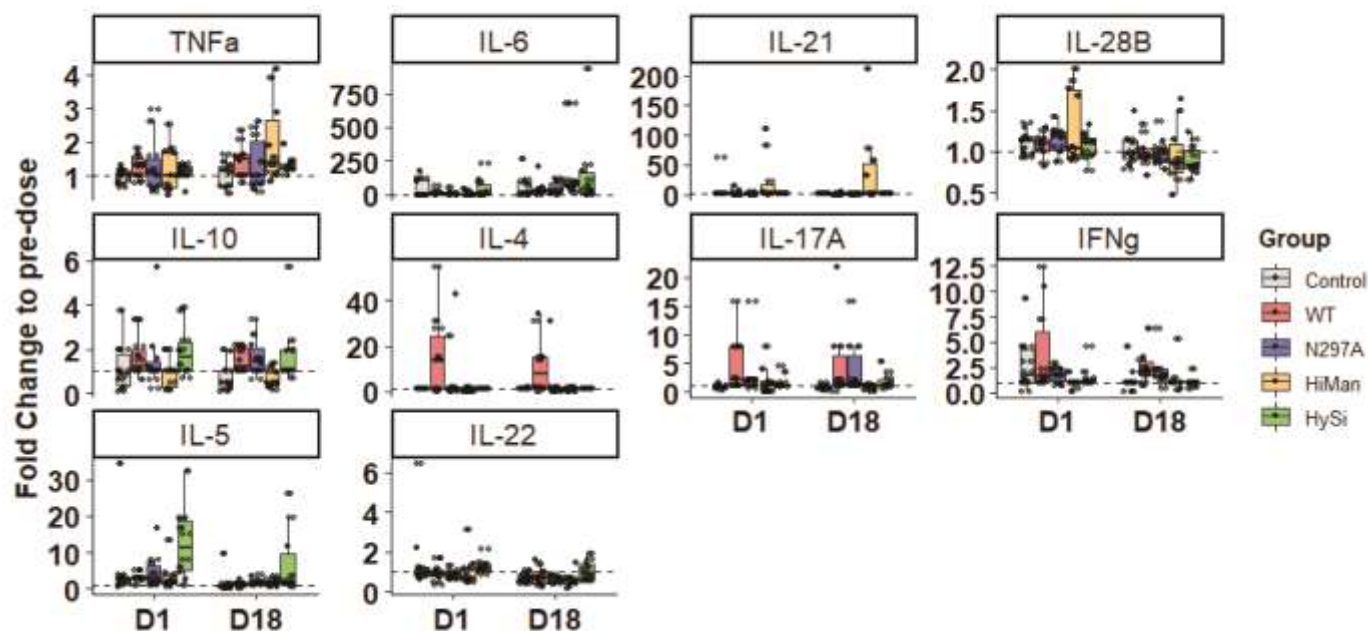 TNFa
IL-6
IL-21
IL-28B
4
3
2
1
750
500
250
0
200
150
100
50
0
2.0
1.5
1.0
0.5
IL-10
IL-4
IL-17A
IFNg
6
4
2
0
40
20
0
20
15
10
5
0
12.5
10.0
7.5
5.0
2.5
0.0
D1 D18
D1 D18
IL-5
IL-22
30
20
10
0
6
4
2
0
D1 D18
D1 D18
Fold Change to pre-dose
Group
Control
WT
N297A
HiMan
HySi